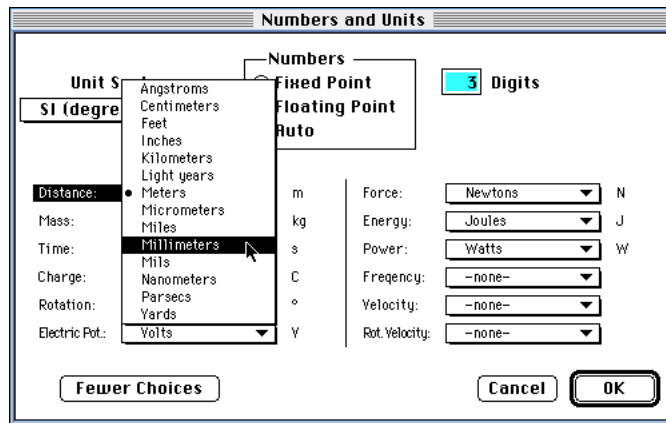 Numbers and Units
Numbers
Unit S
Fixed Point
3 Digits
SI (degre
Floating Point
Auto
Angstroms
Centimeters
Feet
Inches
Kilometers
Light years
• Meters
Micrometers
Miles
Millimeters
Mils
Nanometers
Parsecs
Yards
Distance: m
Mass: kg
Time: s
Charge: C
Rotation: °
Electric Pot.: Volts V
Force: Newtons N
Energy: Joules J
Power: Watts W
Freqency: -none-
Velocity: -none-
Rot. Velocity: -none-
Fewer Choices
Cancel
OK